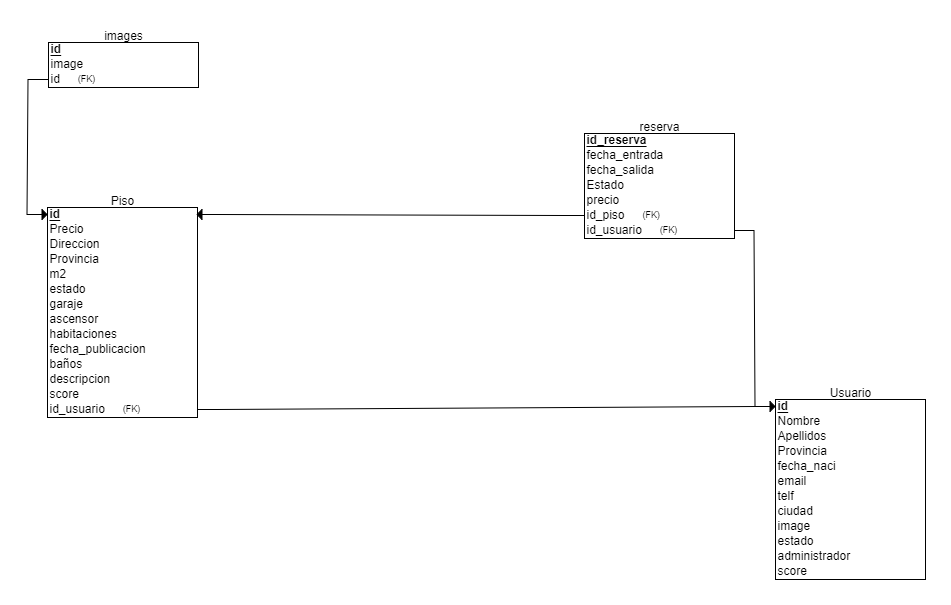 images
id
image
id (FK)
reserva
id_reserva
fecha_entrada
fecha_salida
Estado
precio
id_piso (FK)
id_usuario (FK)
Piso
id
Precio
Direccion
Provincia
m2
estado
garaje
ascensor
habitaciones
fecha_publicacion
baños
descripcion
score
id_usuario (FK)
Usuario
id
Nombre
Apellidos
Provincia
fecha_naci
email
telf
ciudad
image
estado
administrador
score